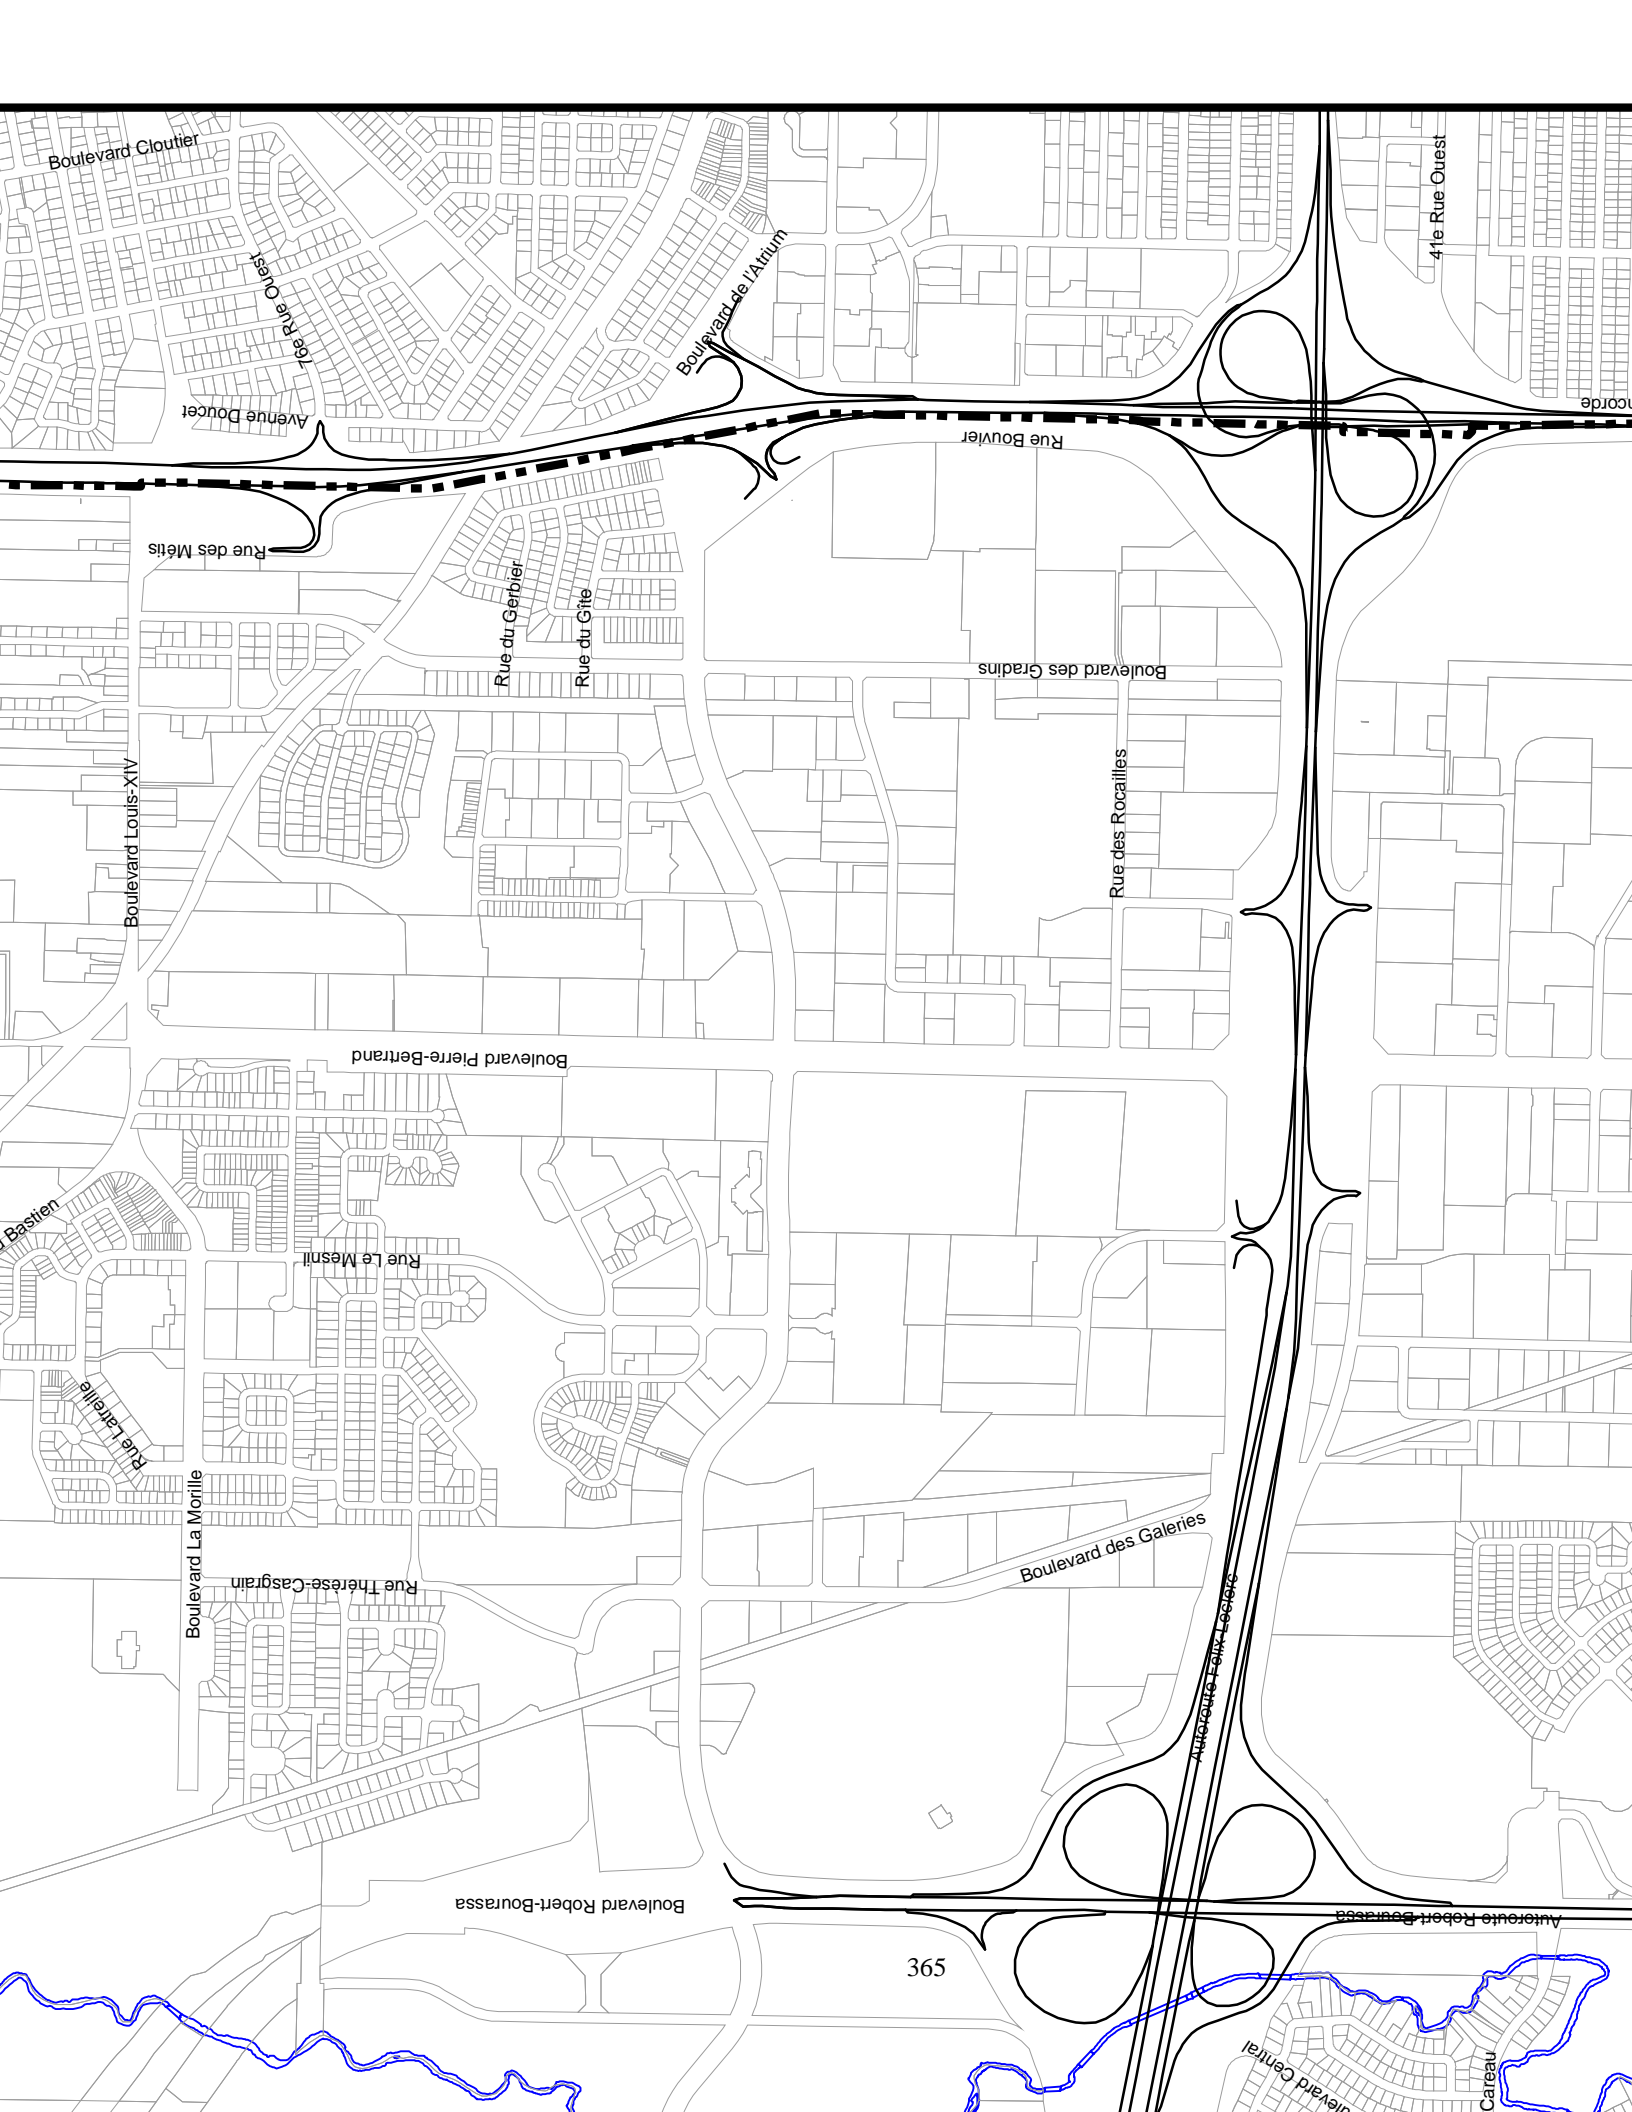 Boulevard Cloutier
41e Rue Ouest
76e Rue Ouest
Boulevard de l'Atrium
Avenue Doucet
Rue Bouvier
Rue des Métis
Rue du Gerbier
Rue du Gîte
Boulevard des Gradins
Boulevard Louis-XIV
Rue des Rocailles
Boulevard Pierre-Bertrand
Bastien
Rue Le Mesnil
Rue Latreille
Boulevard La Morille
Boulevard des Galeries
Rue Thérèse-Casgrain
Autoroute Félix-Leclerc
Boulevard Robert-Bourassa
Autoroute Robert-Bourassa
365
levard Central
Careau